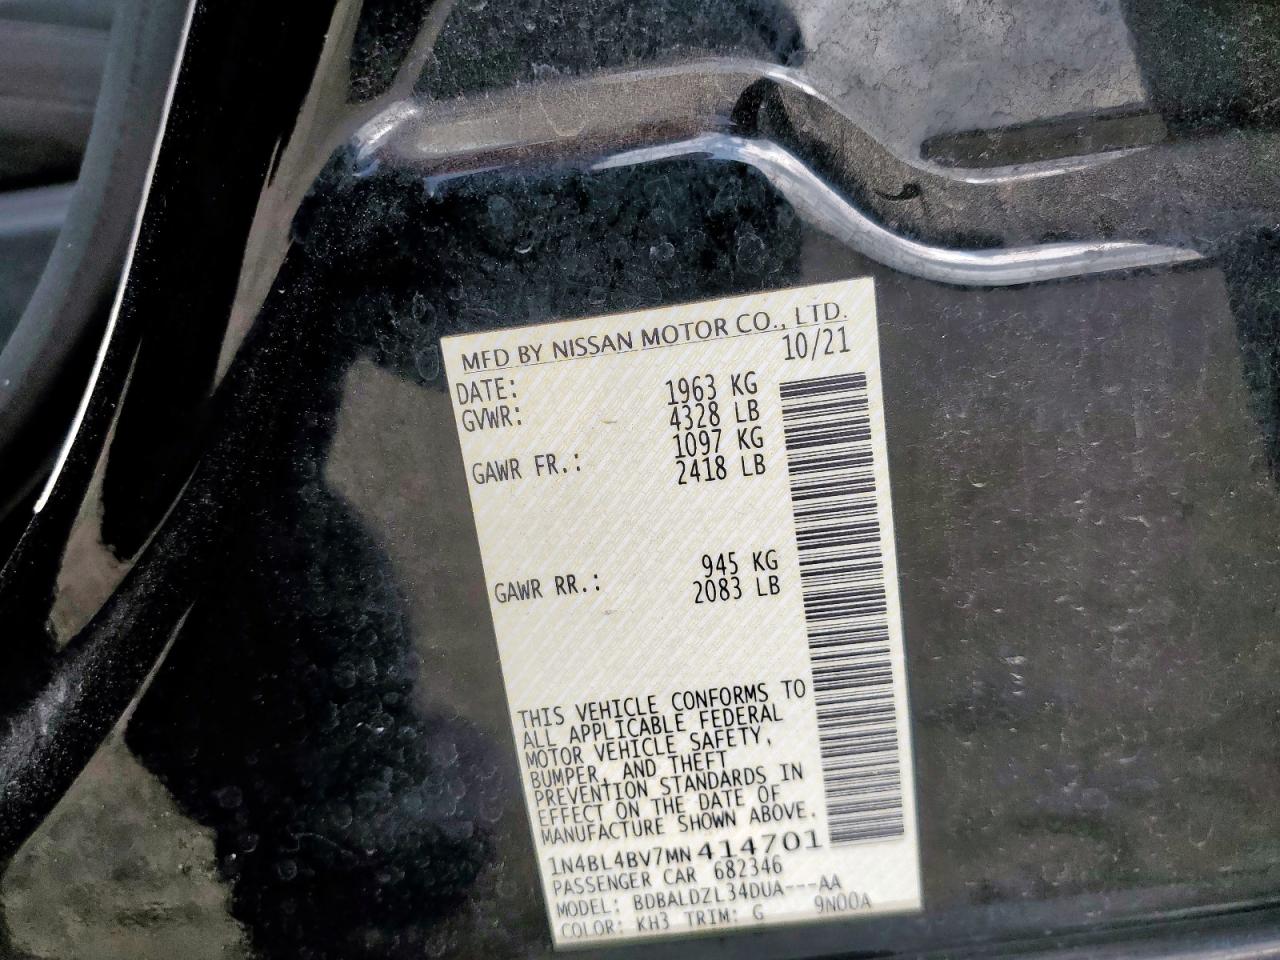 MFD BY NISSAN MOTOR CO., LTD.
DATE: 10/21
GVWR: 1963 KG
4328 LB
GAWR FR.: 1097 KG
2418 LB
GAWR RR.: 945 KG
2083 LB
THIS VEHICLE CONFORMS TO
ALL APPLICABLE FEDERAL
MOTOR VEHICLE SAFETY,
BUMPER, AND THEFT
PREVENTION STANDARDS IN
EFFECT ON THE DATE OF
MANUFACTURE SHOWN ABOVE.
1N4BL4BV7MN414701
PASSENGER CAR 682346
MODEL: BDBALDZL34DUA---AA
COLOR: KH3 TRIM: G 9N00A